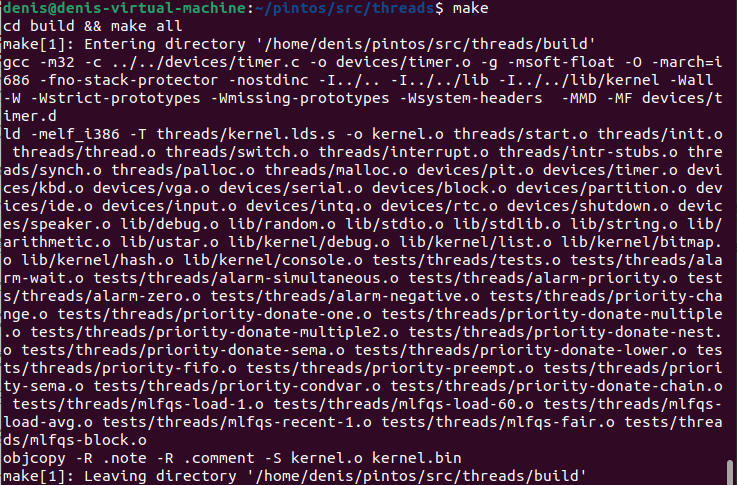 denis@denis-virtual-machine:~/pintos/src/threads$ make
cd build && make all
make[1]: Entering directory '/home/denis/pintos/src/threads/build'
gcc -m32 -c ../../devices/timer.c -o devices/timer.o -g -msoft-float -O -march=i
686 -fno-stack-protector -nostdinc -I../.. -I../../lib -I../../lib/kernel -Wall
-W -Wstrict-prototypes -Wmissing-prototypes -Wsystem-headers  -MMD -MF devices/t
imer.d
ld -melf_i386 -T threads/kernel.lds.s -o kernel.o threads/start.o threads/init.o
 threads/thread.o threads/switch.o threads/interrupt.o threads/intr-stubs.o thre
ads/synch.o threads/palloc.o threads/malloc.o devices/pit.o devices/timer.o devi
ces/kbd.o devices/vga.o devices/serial.o devices/block.o devices/partition.o dev
ices/ide.o devices/input.o devices/intq.o devices/rtc.o devices/shutdown.o devic
es/speaker.o lib/debug.o lib/random.o lib/stdio.o lib/stdlib.o lib/string.o lib/
arithmetic.o lib/ustar.o lib/kernel/debug.o lib/kernel/list.o lib/kernel/bitmap.
o lib/kernel/hash.o lib/kernel/console.o tests/threads/tests.o tests/threads/ala
rm-wait.o tests/threads/alarm-simultaneous.o tests/threads/alarm-priority.o test
s/threads/alarm-zero.o tests/threads/alarm-negative.o tests/threads/priority-cha
nge.o tests/threads/priority-donate-one.o tests/threads/priority-donate-multiple
.o tests/threads/priority-donate-multiple2.o tests/threads/priority-donate-nest.
o tests/threads/priority-donate-sema.o tests/threads/priority-donate-lower.o tes
ts/threads/priority-fifo.o tests/threads/priority-preempt.o tests/threads/priori
ty-sema.o tests/threads/priority-condvar.o tests/threads/priority-donate-chain.o
 tests/threads/mlfqs-load-1.o tests/threads/mlfqs-load-60.o tests/threads/mlfqs-
load-avg.o tests/threads/mlfqs-recent-1.o tests/threads/mlfqs-fair.o tests/threa
ds/mlfqs-block.o
objcopy -R .note -R .comment -S kernel.o kernel.bin
make[1]: Leaving directory '/home/denis/pintos/src/threads/build'